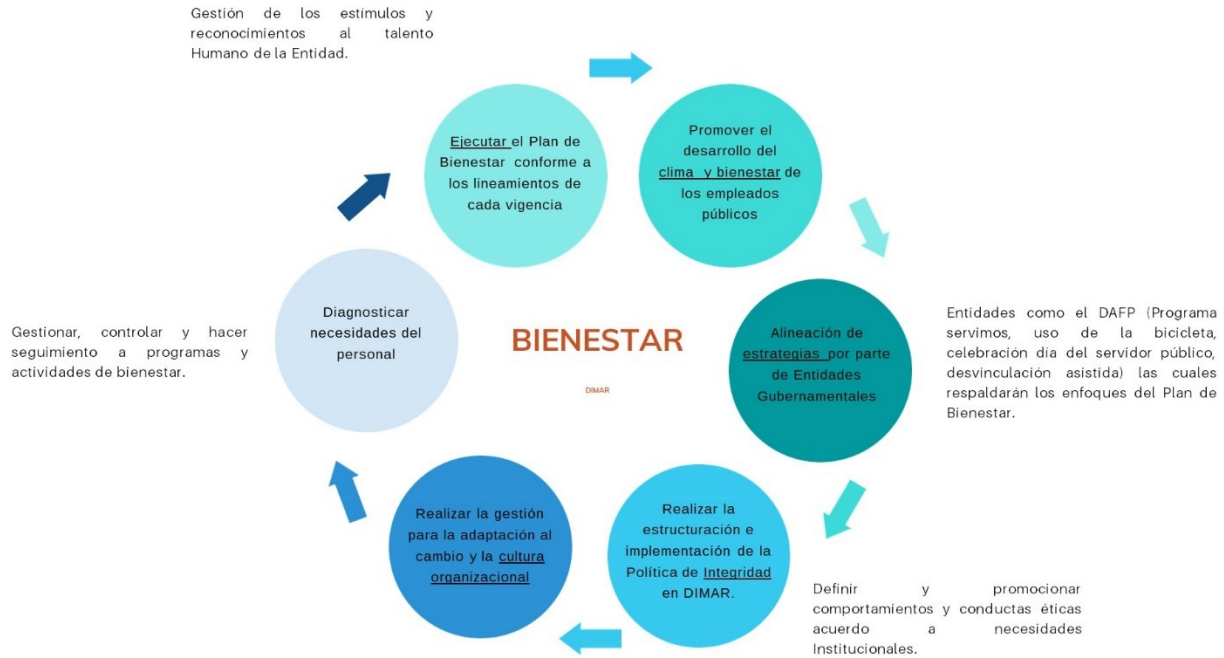 Gestión de los estímulos y
reconocimientos al talento
Humano de la Entidad.
Ejecutar el Plan de
Bienestar conforme a
los lineamientos de
cada vigencia
Promover el
desarrollo del
clima y bienestar de
los empleados
públicos
Diagnosticar
necesidades del
personal
Gestionar, controlar y hacer
seguimiento a programas y
actividades de bienestar.
BIENESTAR
DIMAR
Alineación de
estrategias por parte
de Entidades
Gubernamentales
Entidades como el DAFP (Programa
servimos, uso de la bicicleta,
celebración día del servidor público,
desvinculación asistida) las cuales
respaldarán los enfoques del Plan de
Bienestar.
Realizar la gestión
para la adaptación al
cambio y la cultura
organizacional
Realizar la
estructuración e
implementación de la
Política de Integridad
en DIMAR.
Definir y promocionar
comportamientos y conductas éticas
acuerdo a necesidades
Institucionales.